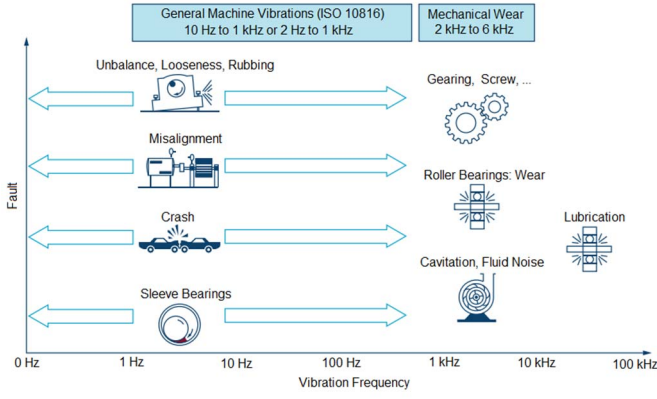 General Machine Vibrations (ISO 10816)
10 Hz to 1 kHz or 2 Hz to 1 kHz
Mechanical Wear
2 kHz to 6 kHz
Unbalance, Looseness, Rubbing
Gearing, Screw, ...
Misalignment
Roller Bearings: Wear
Crash
Lubrication
Cavitation, Fluid Noise
Sleeve Bearings
Fault
0 Hz
1 Hz
10 Hz
100 Hz
1 kHz
10 kHz
100 kHz
Vibration Frequency